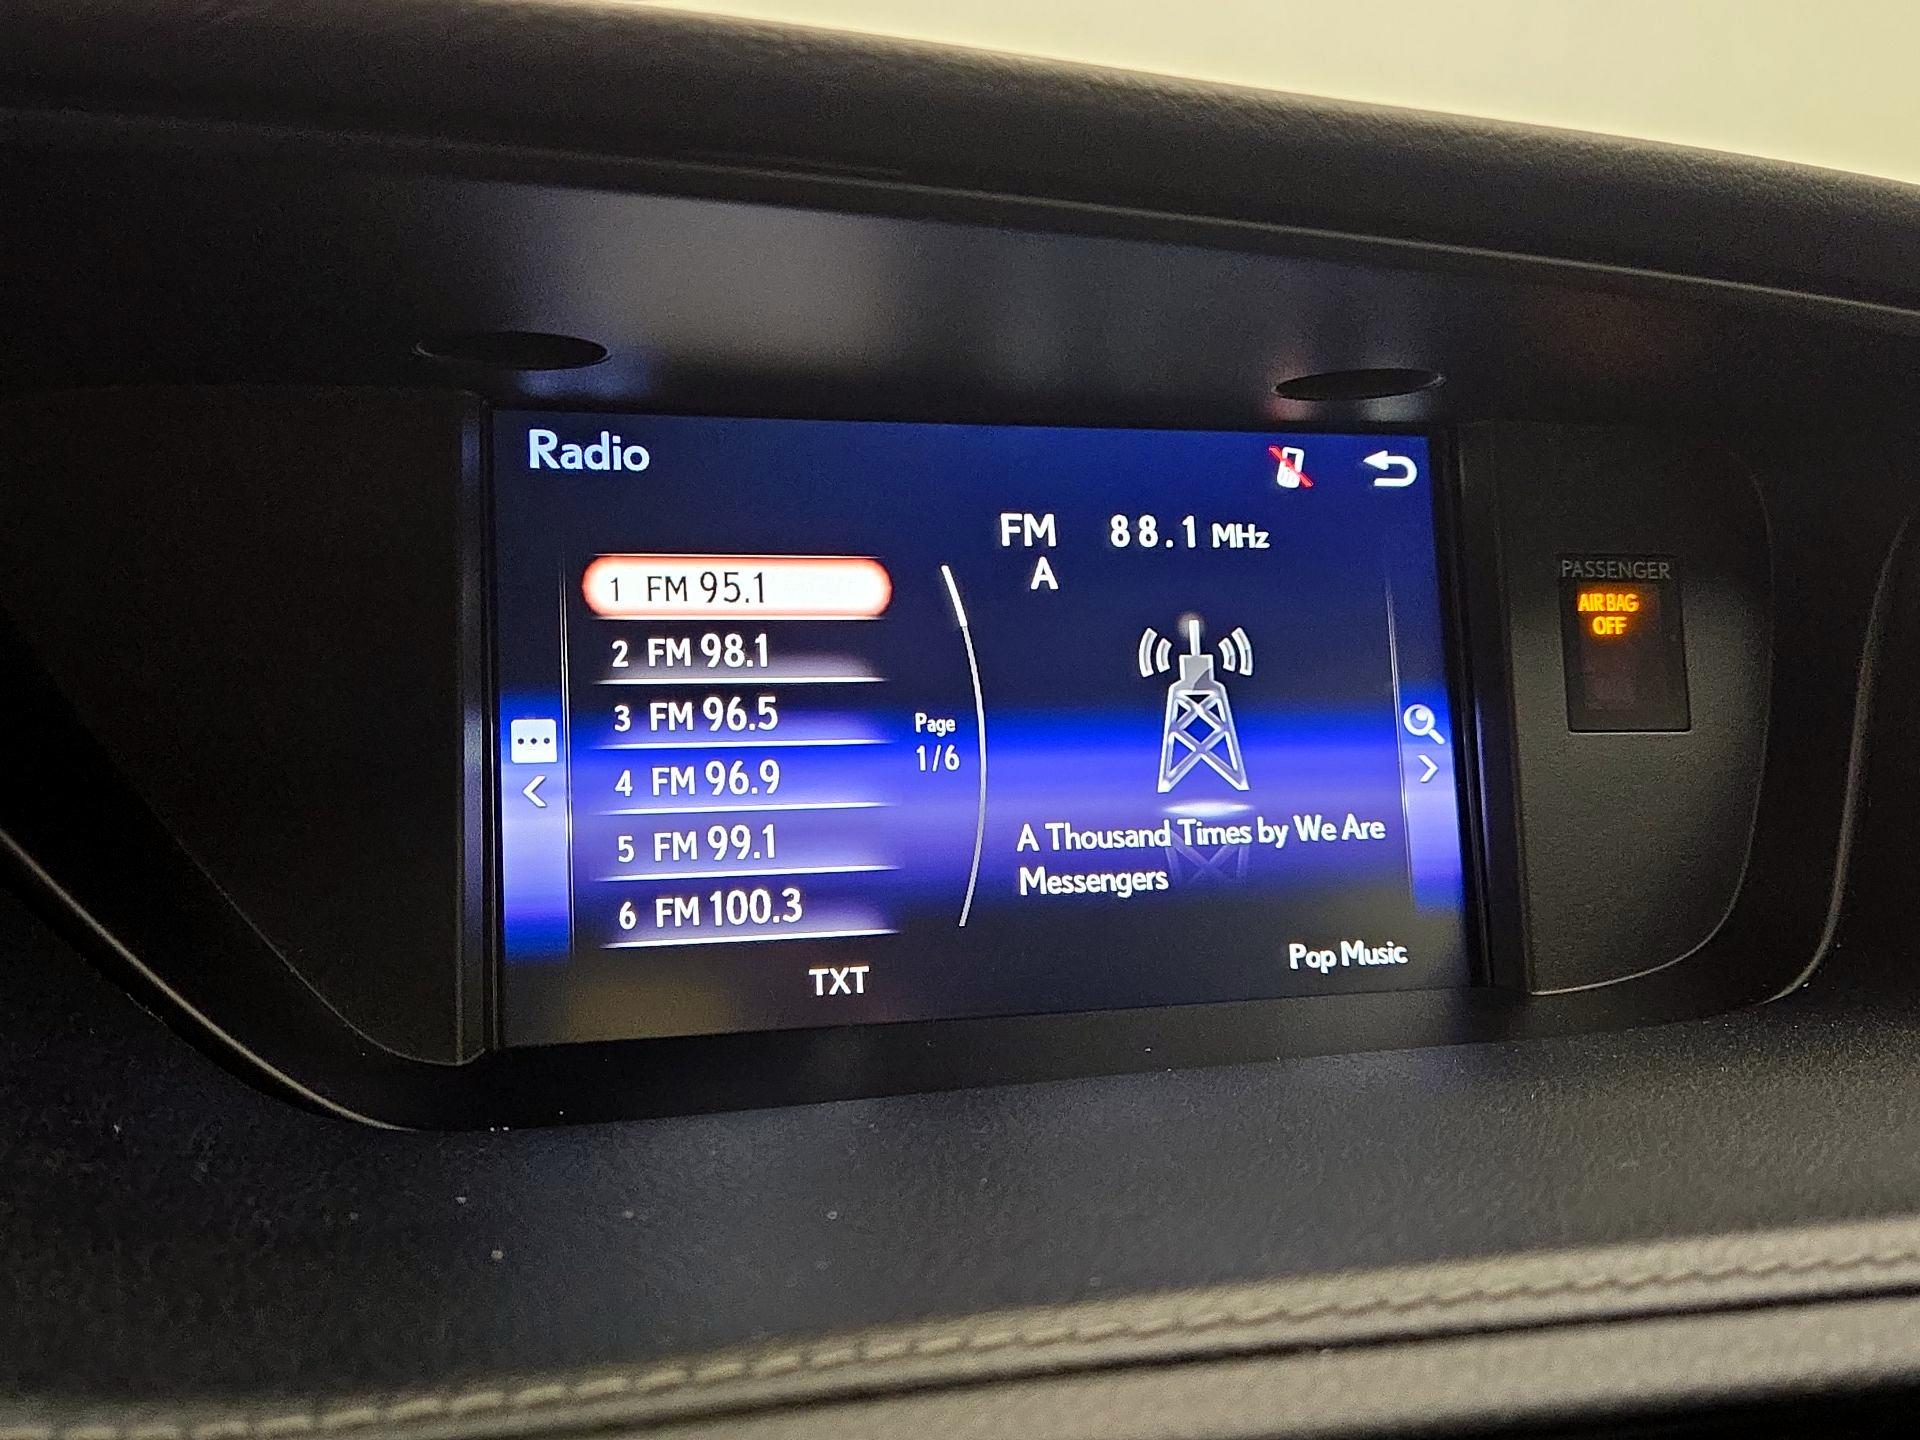 Radio
FM 88.1 MHz
A
1 FM 95.1
2 FM 98.1
3 FM 96.5
4 FM 96.9
5 FM 99.1
6 FM 100.3
Page
1/6
A Thousand Times by We Are
Messengers
Pop Music
TXT
PASSENGER
AIR BAG
OFF